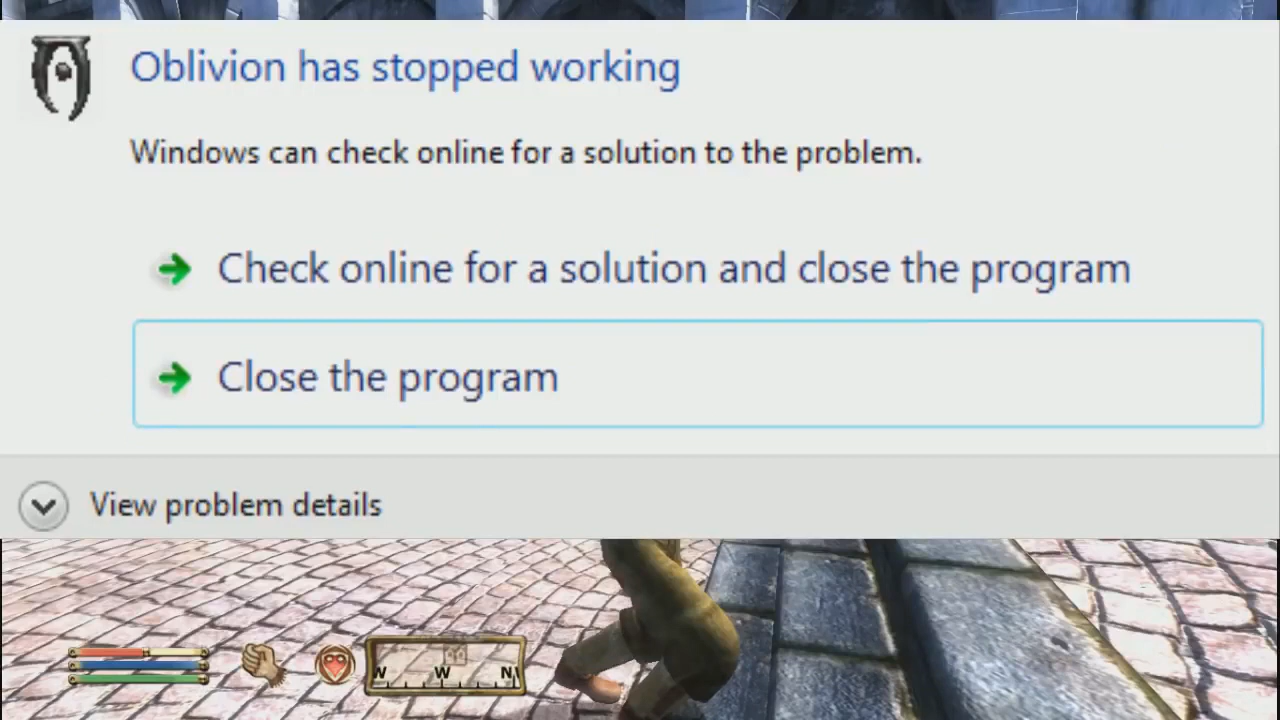 Oblivion has stopped working
Windows can check online for a solution to the problem.
Check online for a solution and close the program
Close the program
View problem details
W W N